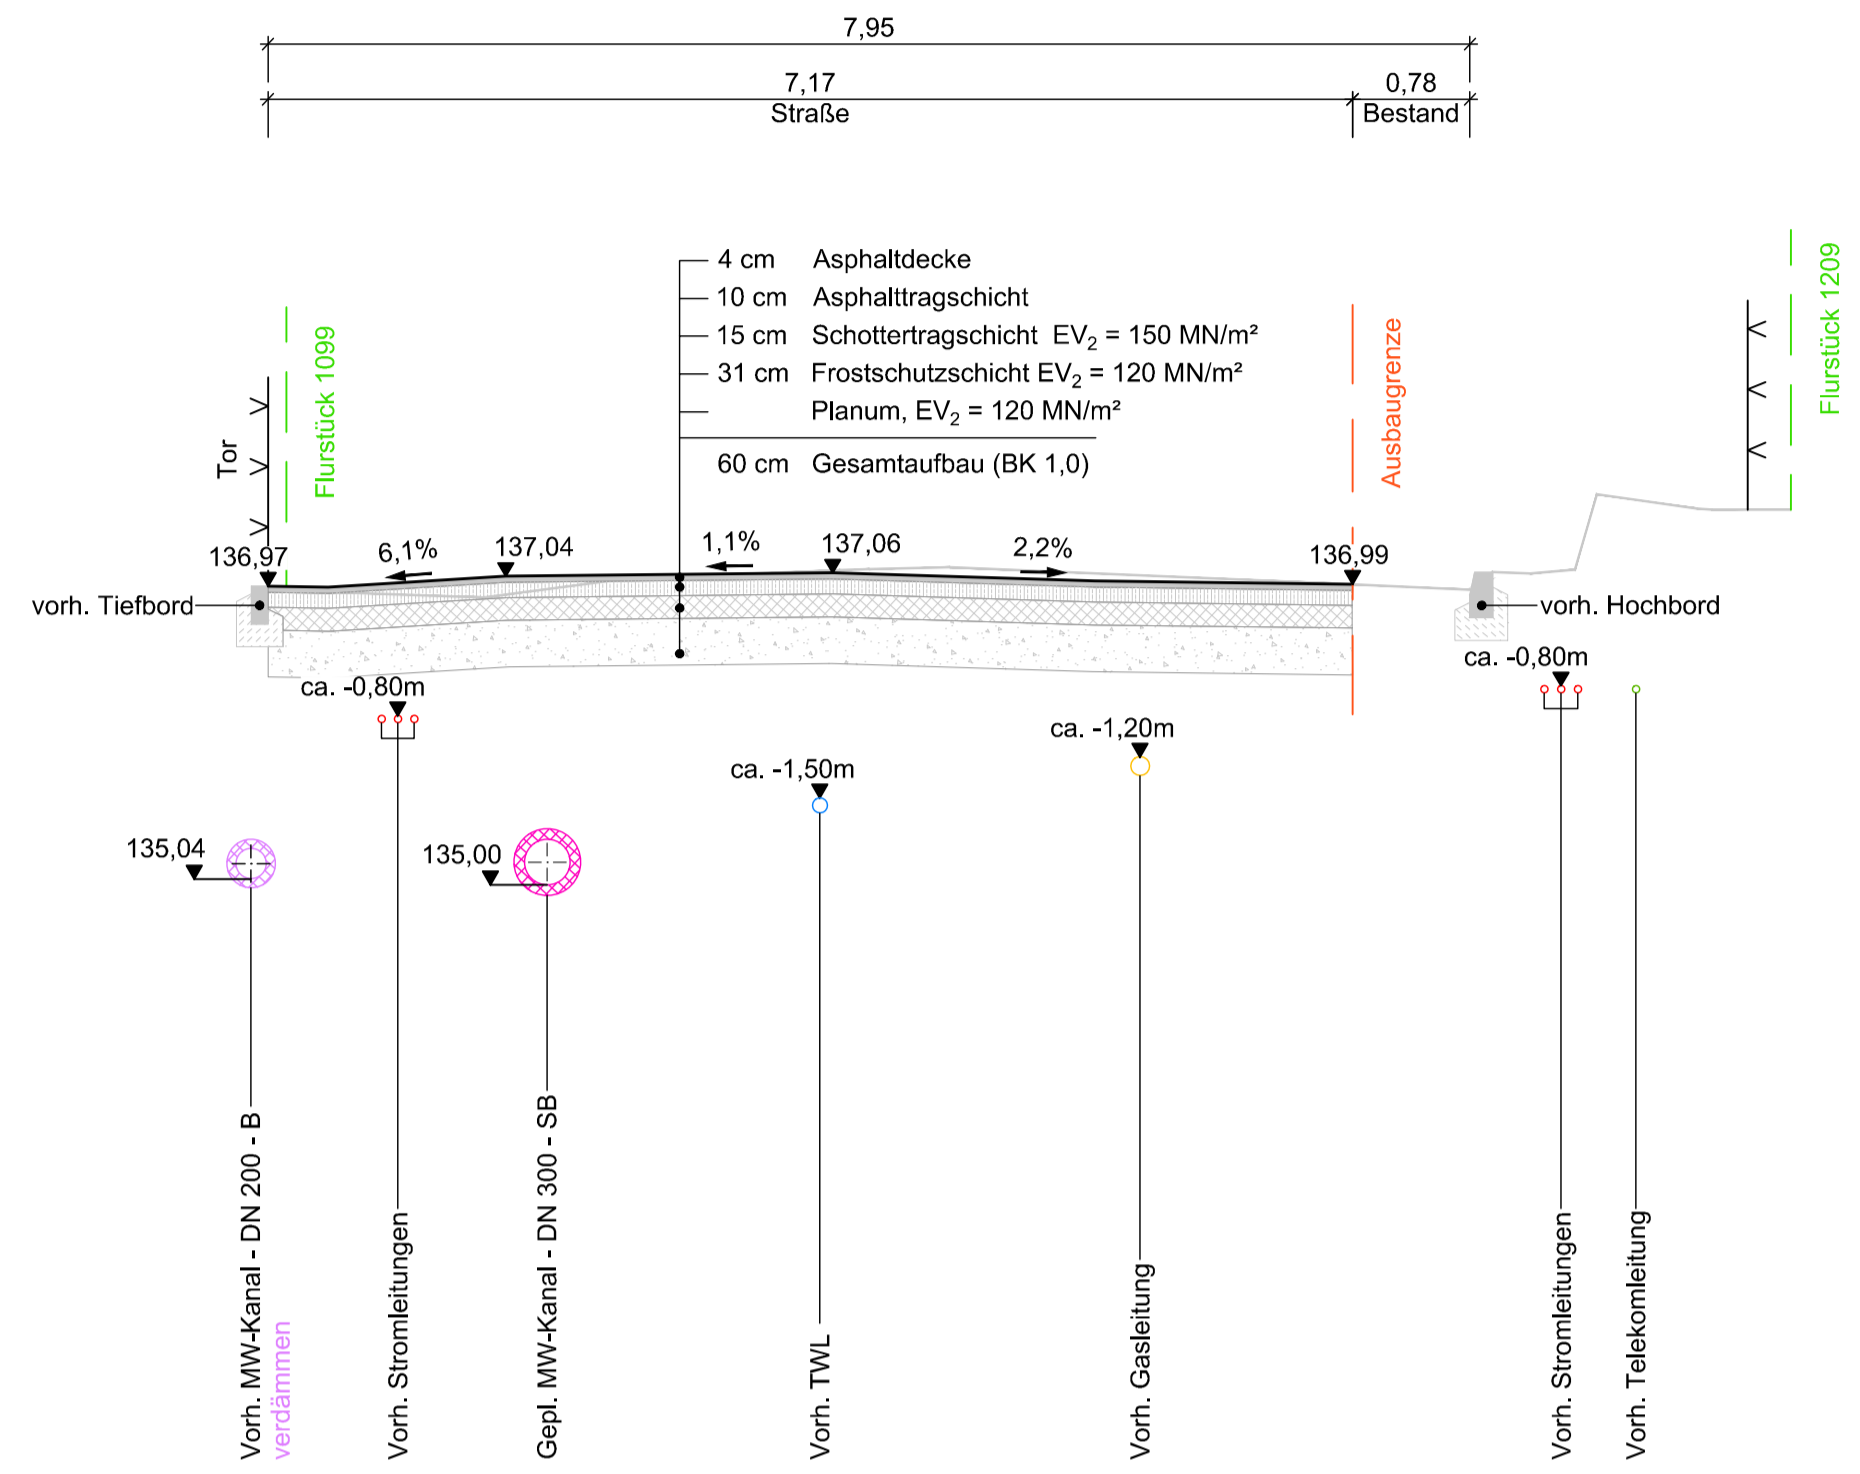 7,95
7,17
0,78
Straße
Bestand
4 cm Asphaltdecke
10 cm Asphalttragschicht
15 cm Schottertragschicht EV₂ = 150 MN/m²
31 cm Frostschutzschicht EV₂ = 120 MN/m²
Planum, EV₂ = 120 MN/m²
60 cm Gesamtaufbau (BK 1,0)
Tor
Flurstück 1099
Ausbaugrenze
Flurstück 1209
136,97
6,1%
137,04
1,1%
137,06
2,2%
136,99
vorh. Tiefbord
vorh. Hochbord
ca. -0,80m
ca. -0,80m
ca. -1,20m
ca. -1,50m
135,04
135,00
Vorh. MW-Kanal - DN 200 - B
verdämmen
Vorh. Stromleitungen
Gepl. MW-Kanal - DN 300 - SB
Vorh. TWL
Vorh. Gasleitung
Vorh. Stromleitungen
Vorh. Telekomleitung